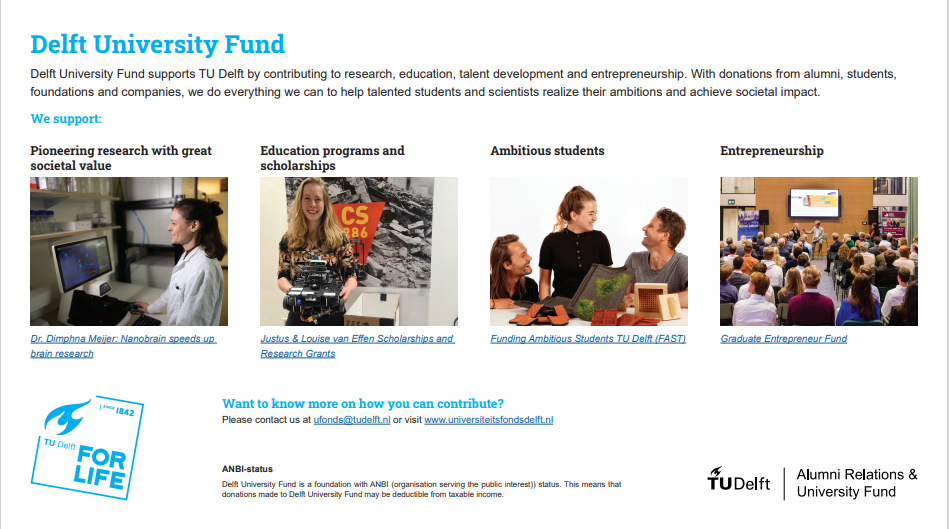 Delft University Fund
Delft University Fund supports TU Delft by contributing to research, education, talent development and entrepreneurship. With donations from alumni, students,
foundations and companies, we do everything we can to help talented students and scientists realize their ambitions and achieve societal impact.
We support:
Pioneering research with great
societal value
Education programs and
scholarships
Ambitious students
Entrepreneurship
CS
386
Dr. Dimphna Meijer: Nanobrain speeds up
brain research
Justus & Louise van Effen Scholarships and
Research Grants
Funding Ambitious Students TU Delft (FAST)
Graduate Entrepreneur Fund
SINCE 1842
TU Delft
FOR
LIFE
Want to know more on how you can contribute?
Please contact us at ufonds@tudelft.nl or visit www.universiteitsfondsdelft.nl
ANBI-status
Delft University Fund is a foundation with ANBI (organisation serving the public interest)) status. This means that
donations made to Delft University Fund may be deductible from taxable income.
TU Delft
Alumni Relations &
University Fund